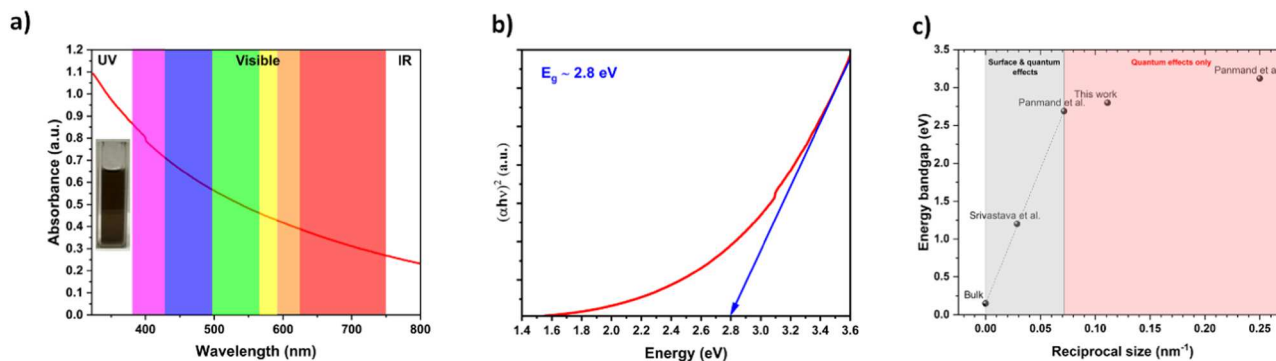 a)
UV
Visible
IR
Absorbance (a.u.)
1.2
1.1
1.0
0.9
0.8
0.7
0.6
0.5
0.4
0.3
0.2
0.1
0.0
400
500
600
700
800
Wavelength (nm)
b)
E_g ~ 2.8 eV
(αhν)² (a.u.)
1.4 1.6 1.8 2.0 2.2 2.4 2.6 2.8 3.0 3.2 3.4 3.6
Energy (eV)
c)
Energy bandgap (eV)
3.5
3.0
2.5
2.0
1.5
1.0
0.5
0.0
Surface & quantum
effects
Quantum effects only
Panmand et a
This work
Panmand et al.
Srivastava et al.
Bulk
0.00
0.05
0.10
0.15
0.20
0.25
Reciprocal size (nm⁻¹)